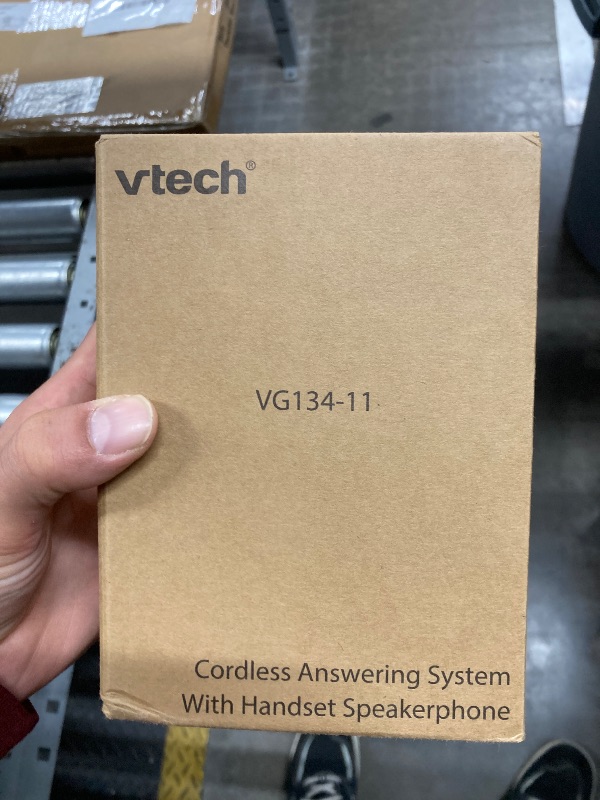 vtech®
VG134-11
Cordless Answering System
With Handset Speakerphone